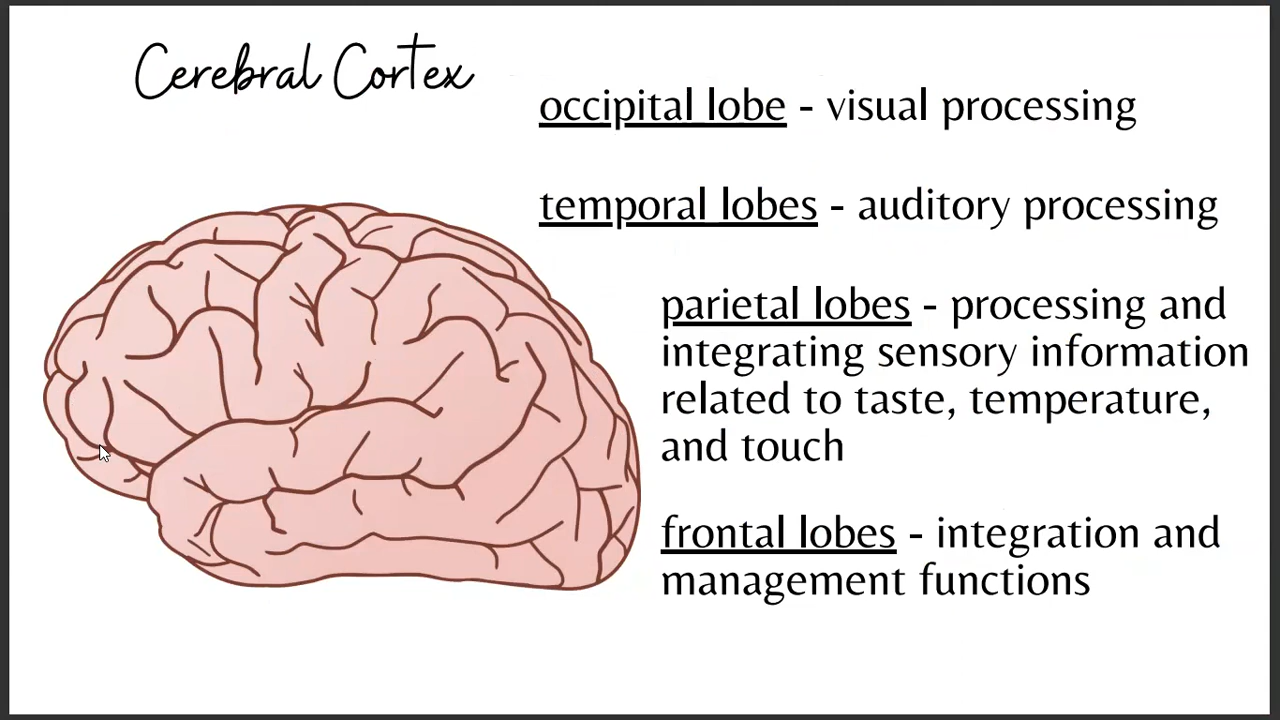 Cerebral Cortex
occipital lobe - visual processing
temporal lobes - auditory processing
parietal lobes - processing and
integrating sensory information
related to taste, temperature,
and touch
frontal lobes - integration and
management functions